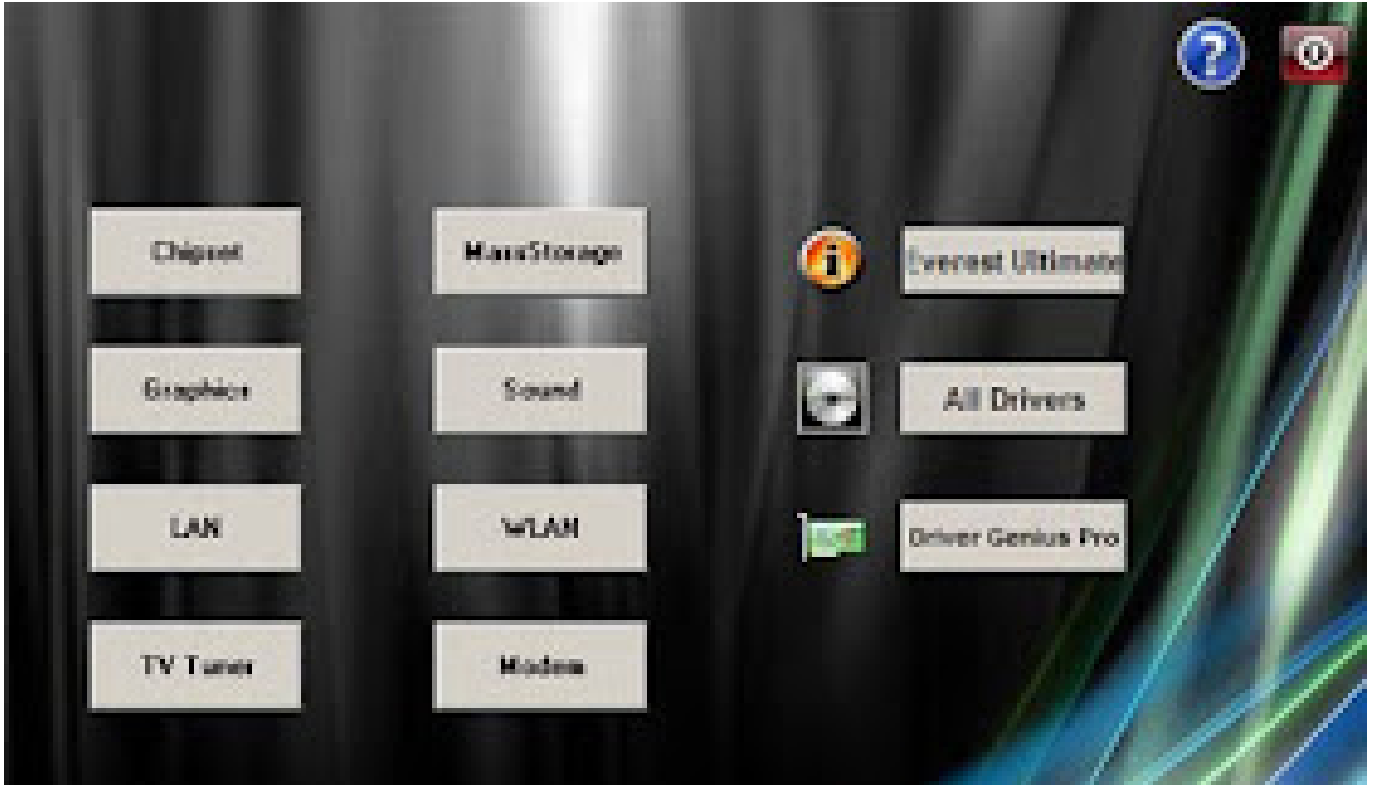 Chipset
MassStorage
Everest Ultimate
Graphics
Sound
All Drivers
LAN
WLAN
Driver Genius Pro
TV Tuner
Modem